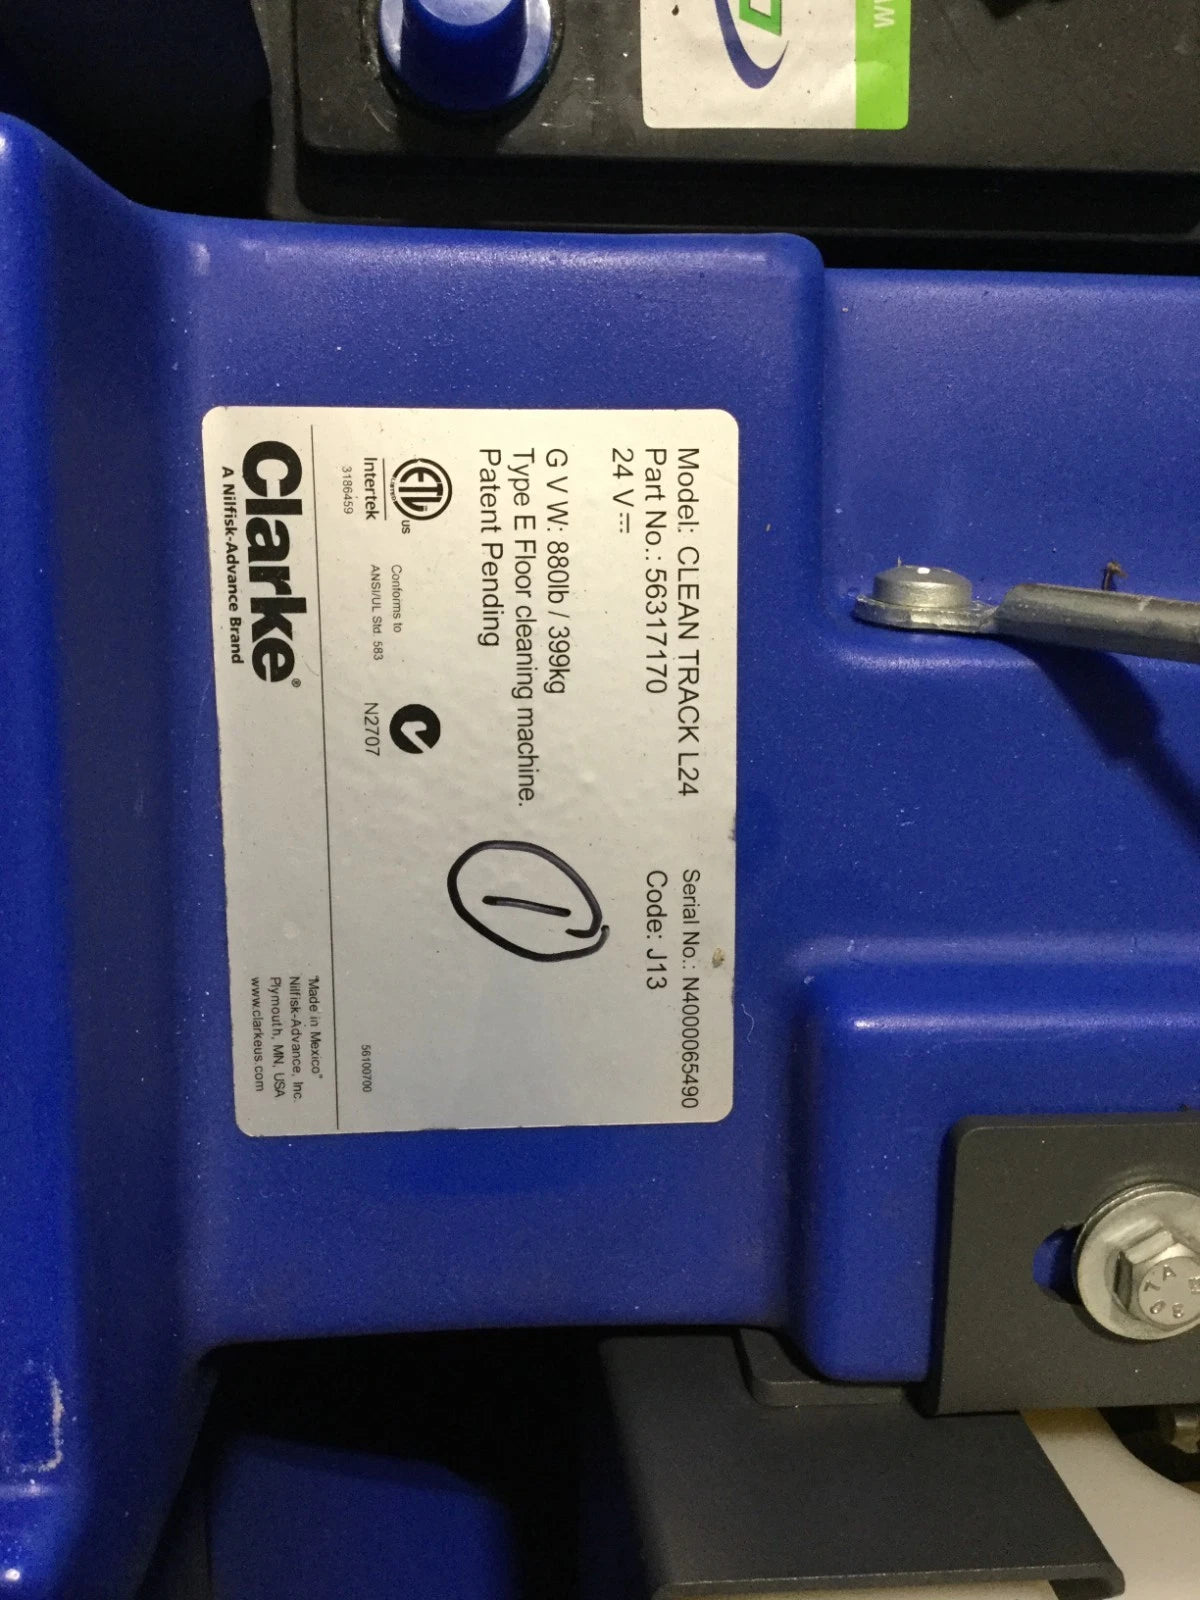 Model: CLEAN TRACK L24
Serial No.: N4000065490
Part No.: 56317170
Code: J13
24 V⎓
G V W: 880lb / 399kg
Type E Floor cleaning machine.
Patent Pending
1
ETL
US
Intertek
3186459
Conforms to
ANSI/UL Std. 583
N2707
56100700
Clarke®
A Nilfisk-Advance Brand
"Made in Mexico"
Nilfisk-Advance, Inc.
Plymouth, MN, USA
www.clarkeus.com